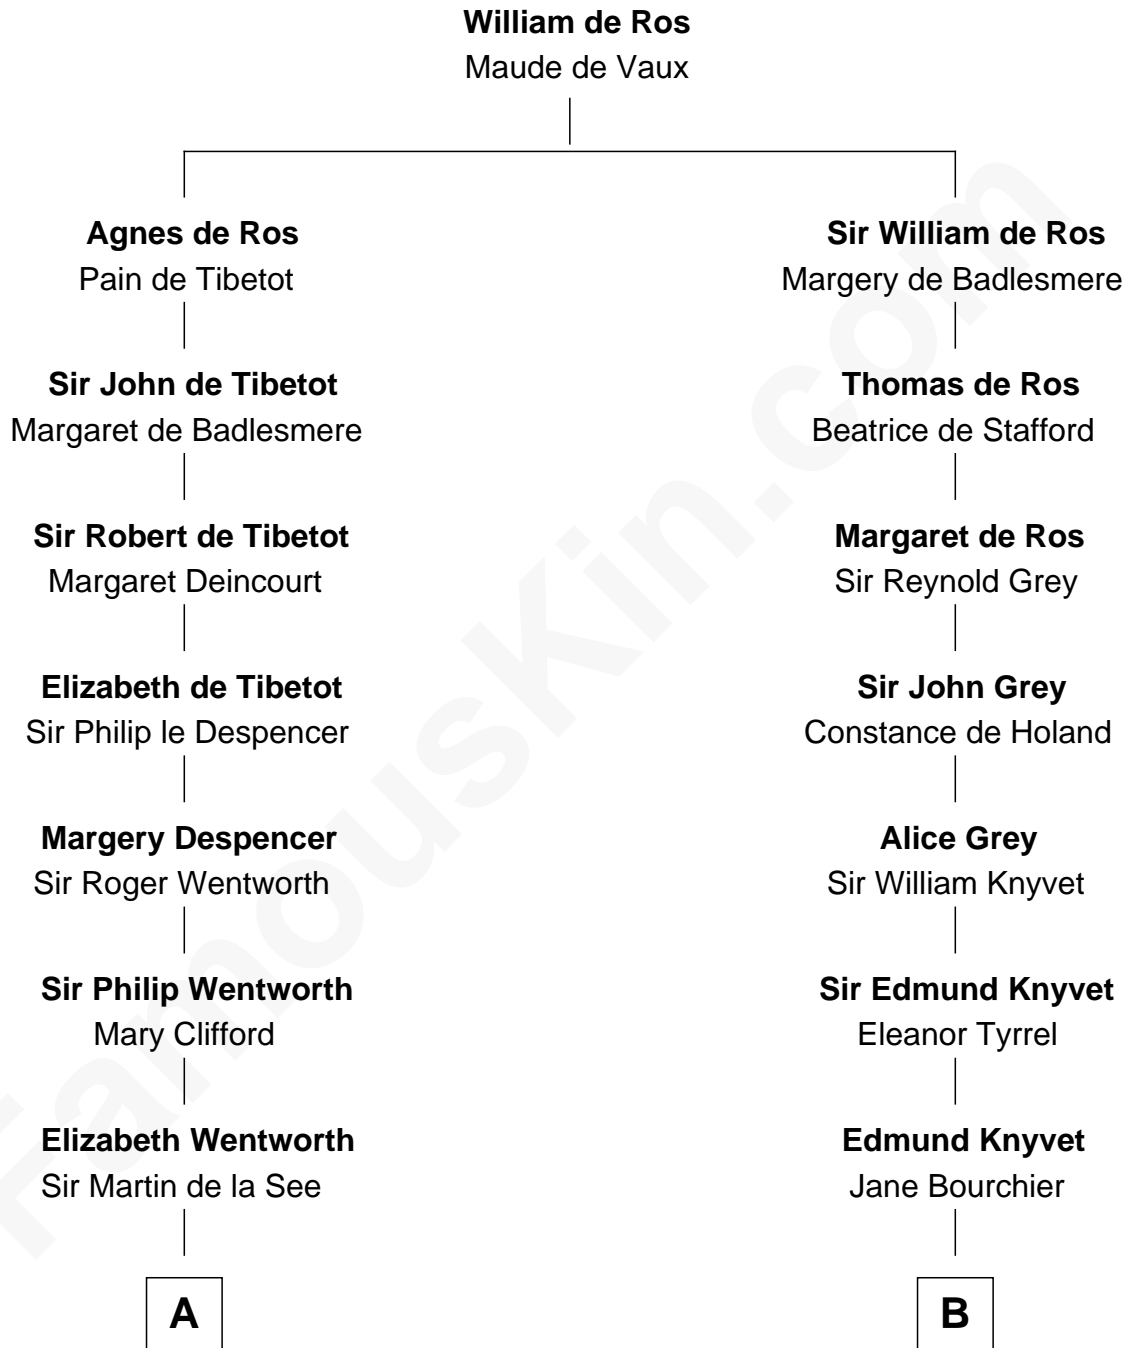 William de Ros
Maude de Vaux
Agnes de Ros
Pain de Tibetot
Sir John de Tibetot
Margaret de Badlesmere
Sir Robert de Tibetot
Margaret Deincourt
Elizabeth de Tibetot
Sir Philip le Despencer
Margery Despencer
Sir Roger Wentworth
Sir Philip Wentworth
Mary Clifford
Elizabeth Wentworth
Sir Martin de la See
A
Sir William de Ros
Margery de Badlesmere
Thomas de Ros
Beatrice de Stafford
Margaret de Ros
Sir Reynold Grey
Sir John Grey
Constance de Holand
Alice Grey
Sir William Knyvet
Sir Edmund Knyvet
Eleanor Tyrrel
Edmund Knyvet
Jane Bourchier
B
FamousKin.com